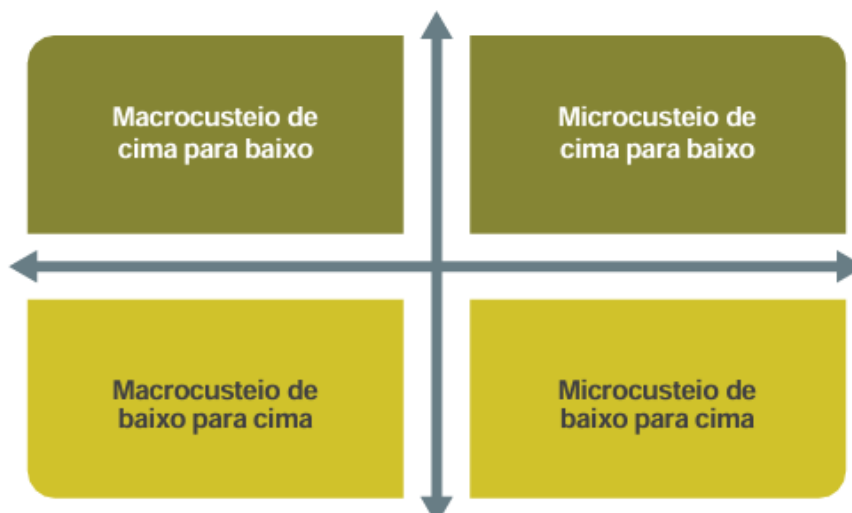 Macrocusteio de
cima para baixo
Microcusteio de
cima para baixo
Macrocusteio de
baixo para cima
Microcusteio de
baixo para cima